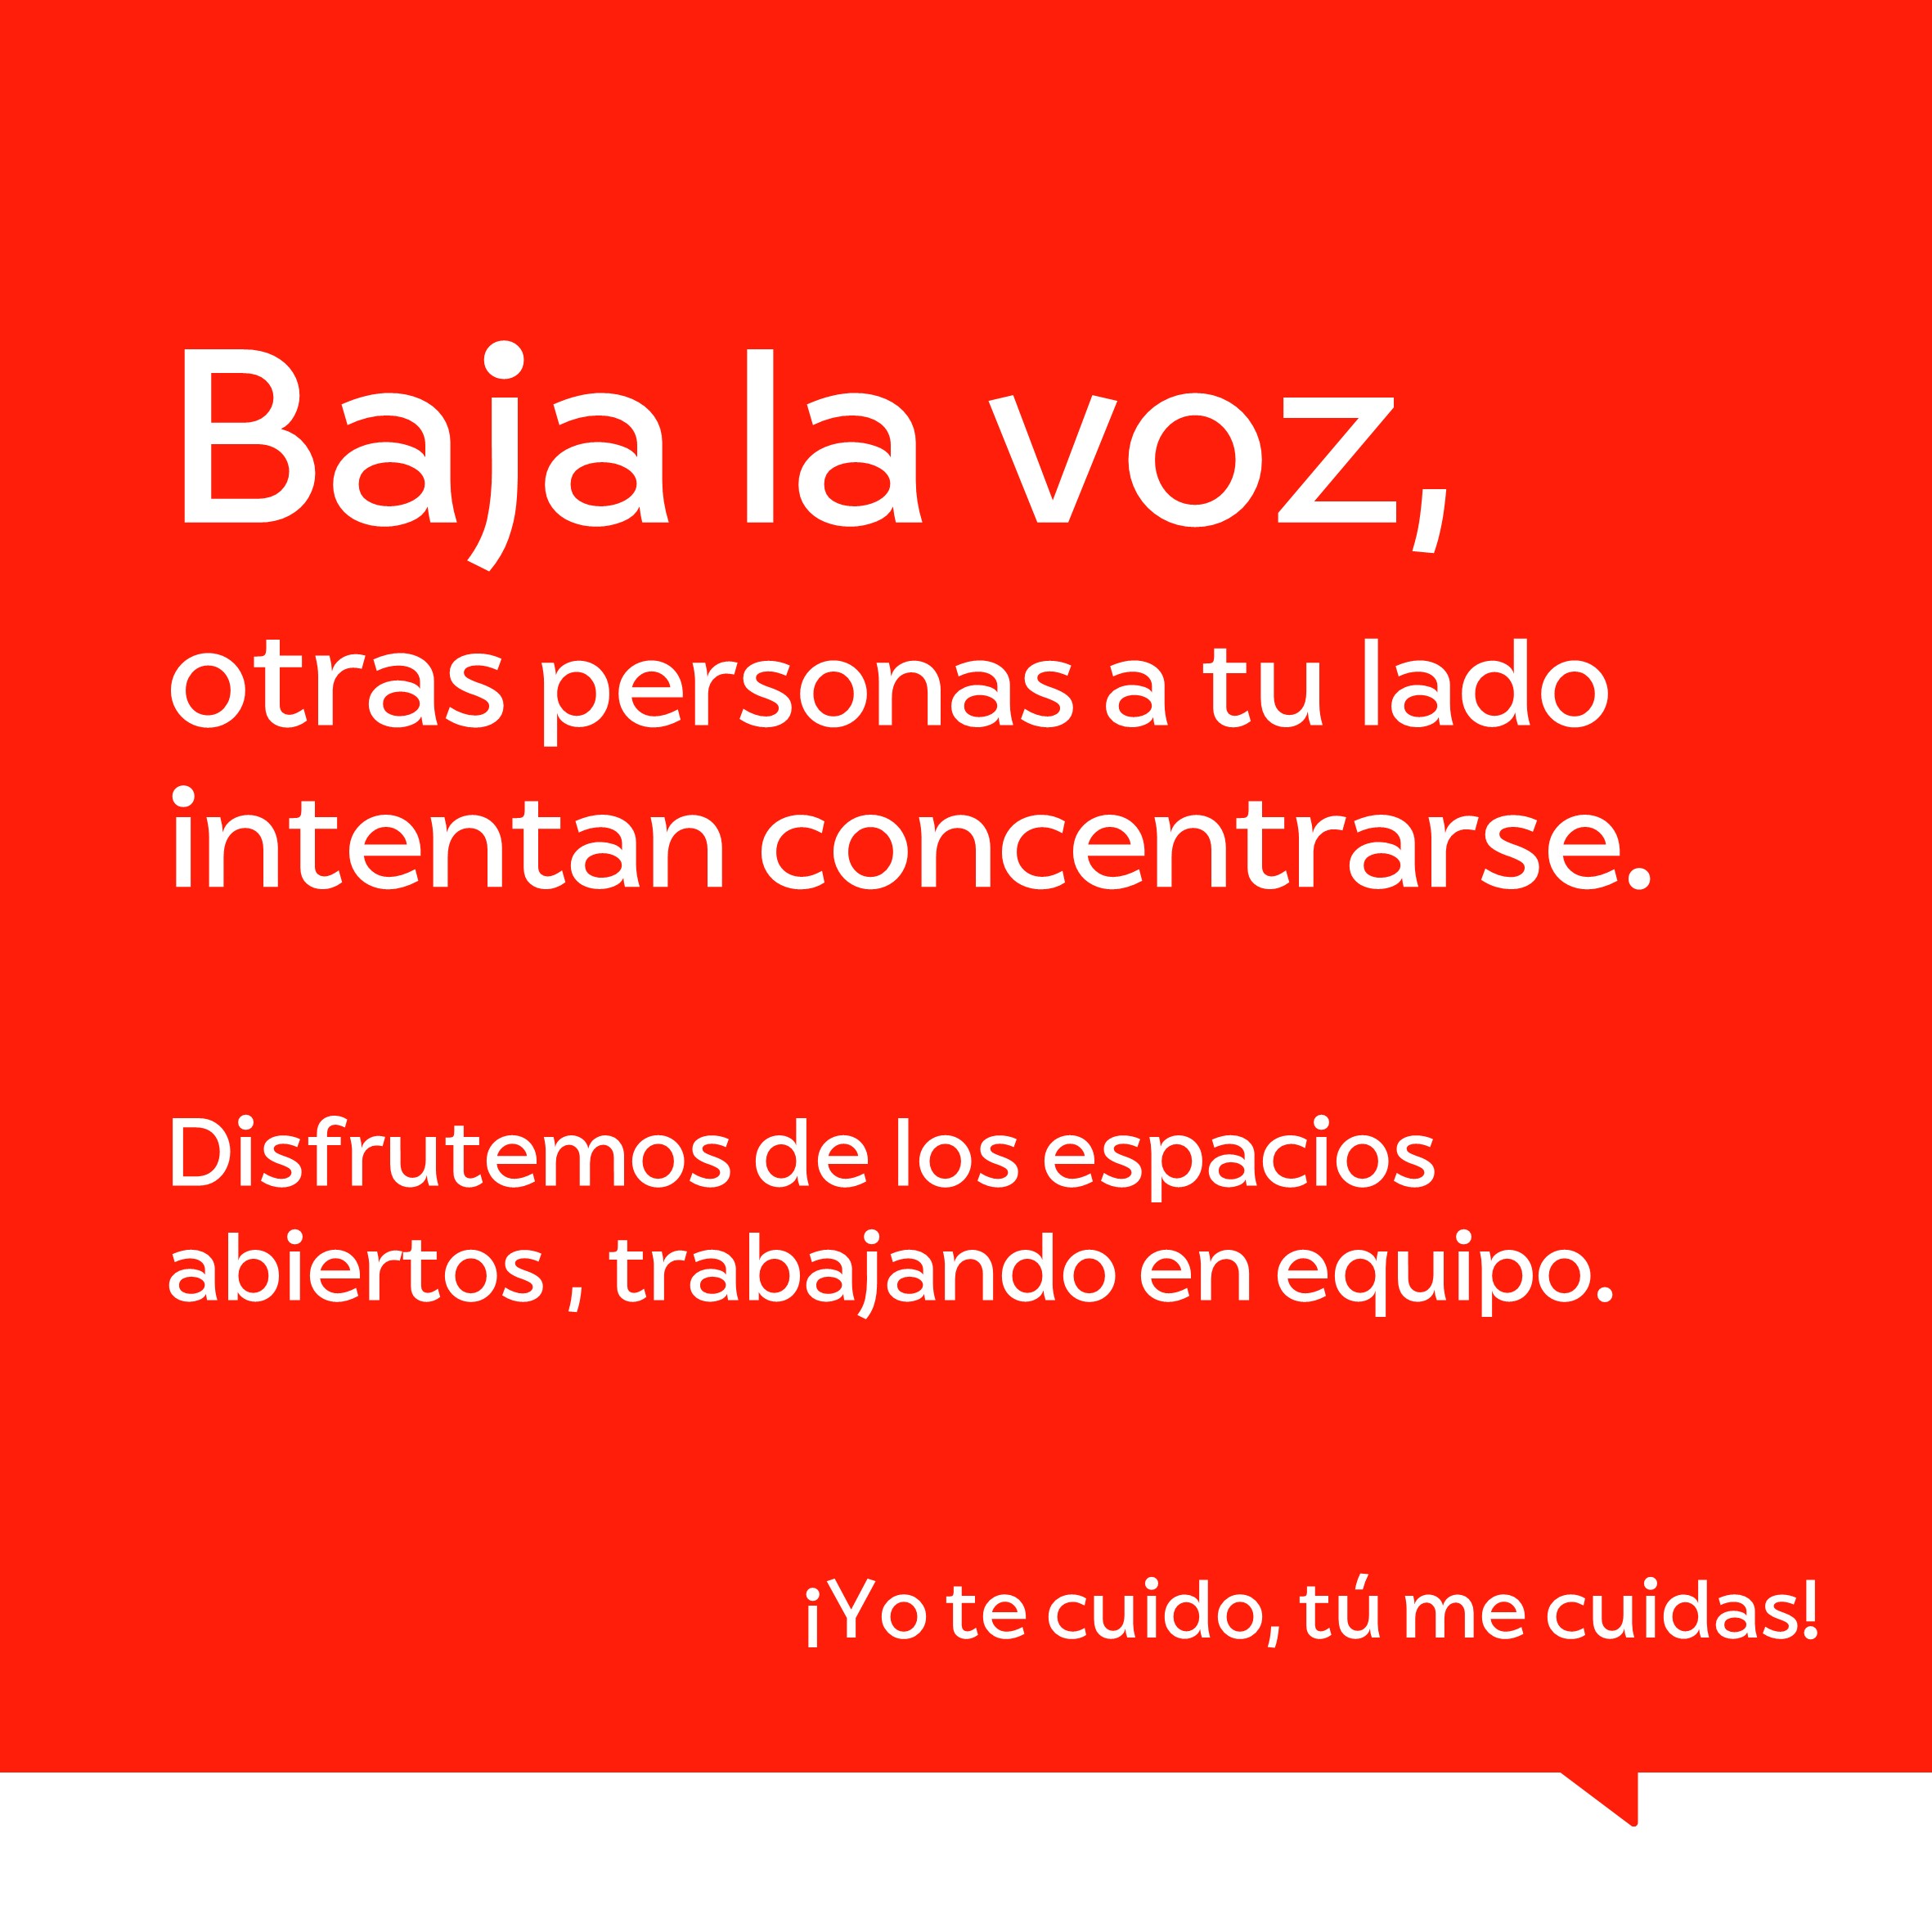 Baja la voz,
otras personas a tu lado
intentan concentrarse.
Disfrutemos de los espacios
abiertos , trabajando en equipo.
¡Yo te cuido, tú me cuidas!